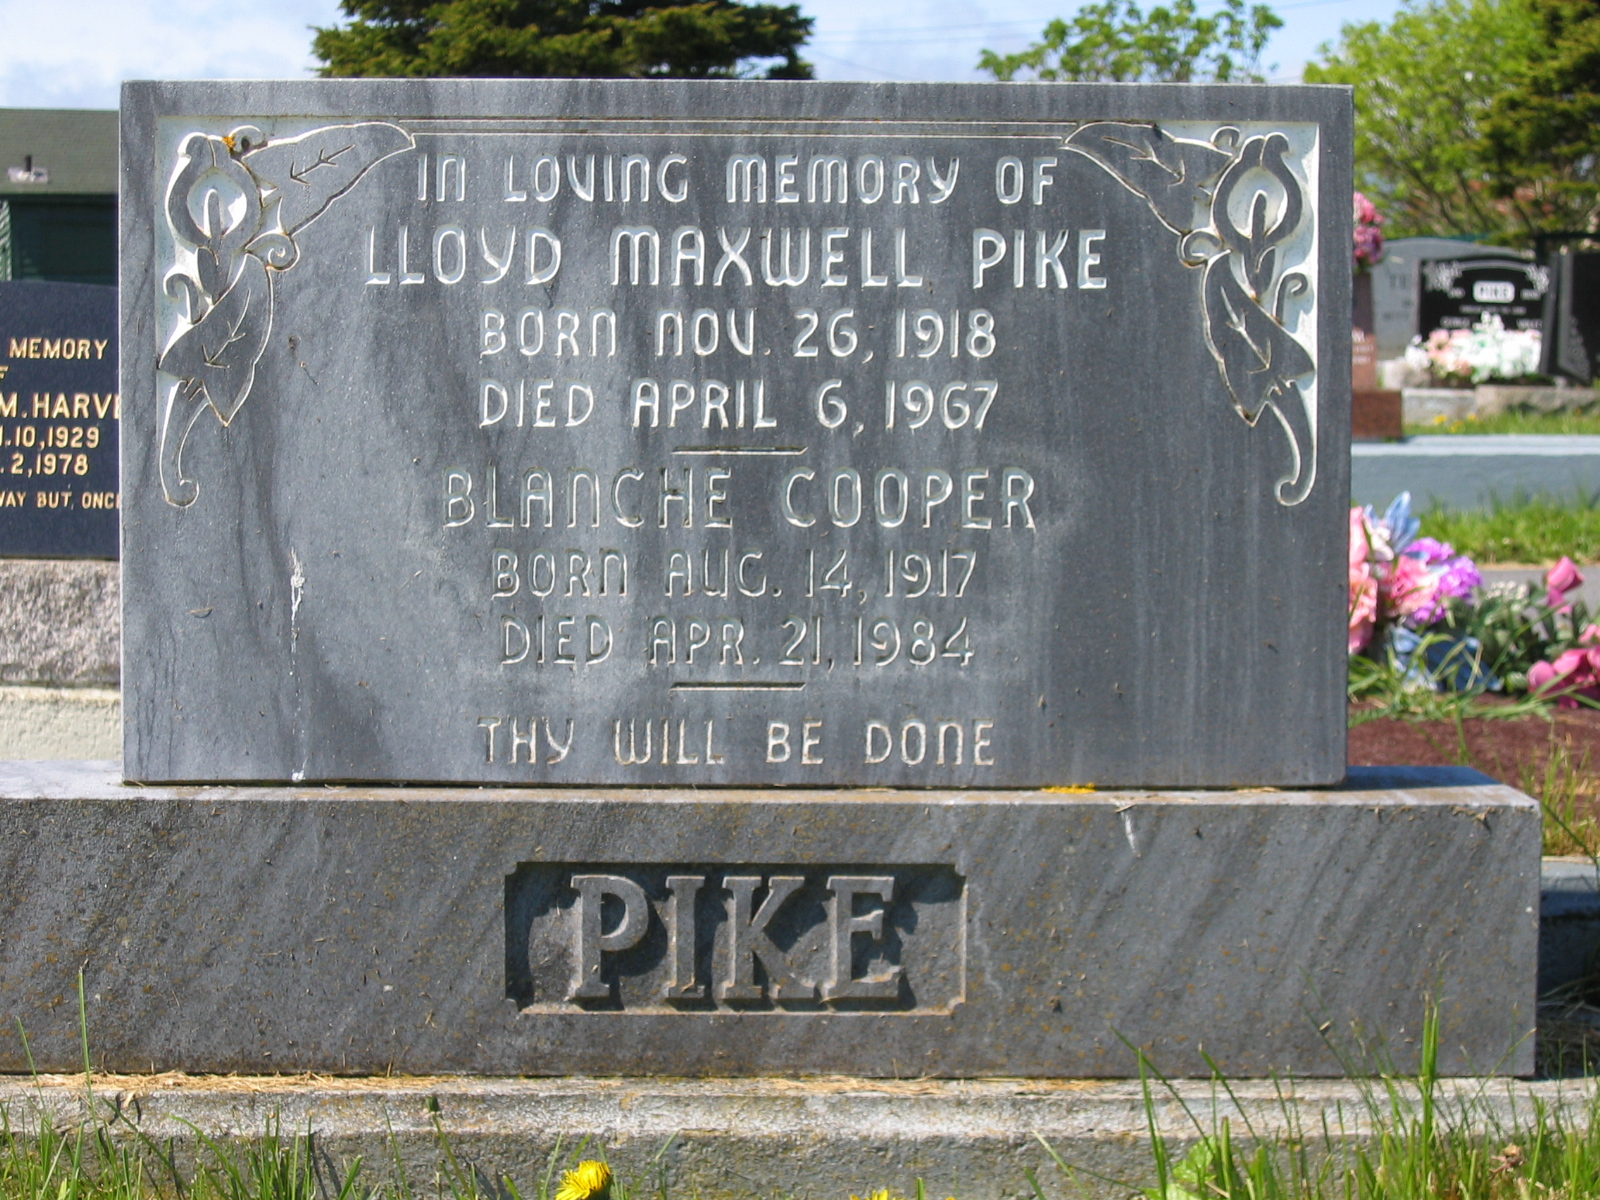 IN LOVING MEMORY OF
LLOYD MAXWELL PIKE
BORN NOV. 26, 1918
DIED APRIL 6, 1967
BLANCHE COOPER
BORN AUG. 14, 1917
DIED APR. 21, 1984
THY WILL BE DONE
PIKE
MEMORY
M. HARV
.10, 1929
. 2, 1978
WAY BUT, ONC
PIKE